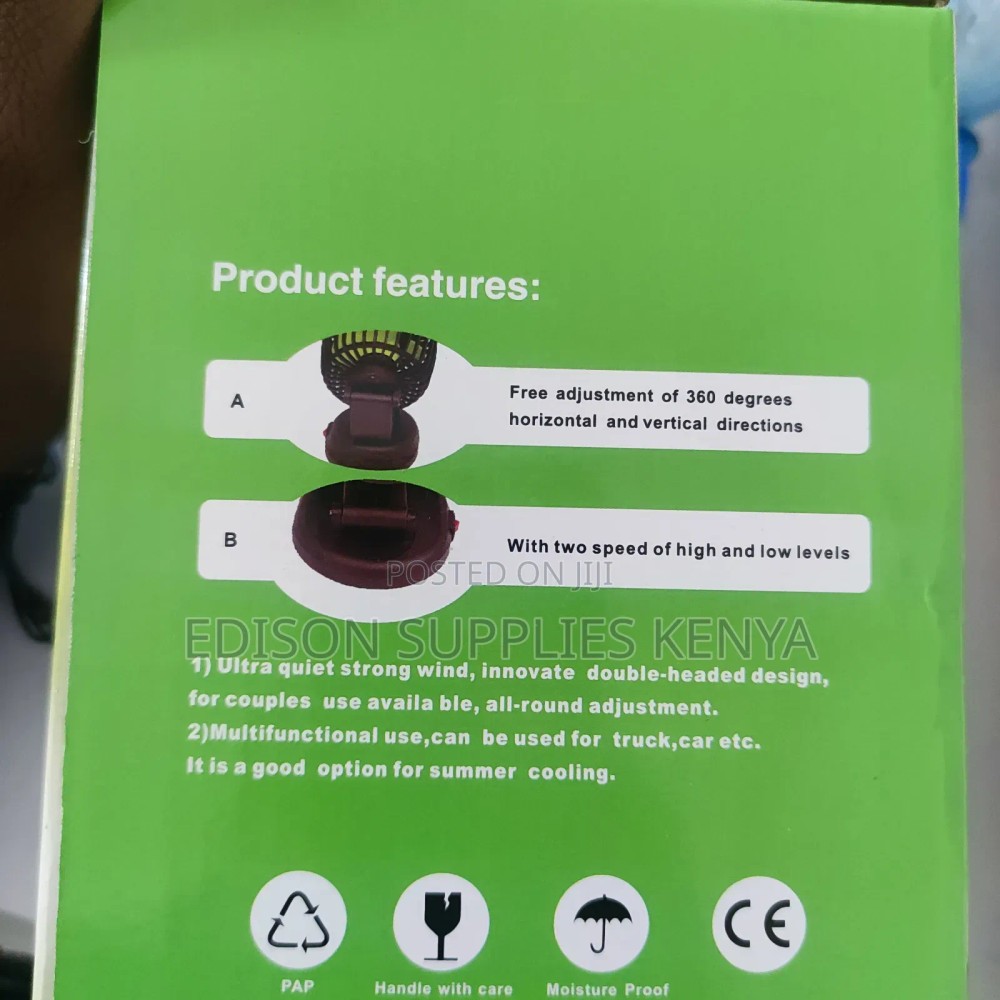 Product features:
A
Free adjustment of 360 degrees
horizontal and vertical directions
B
With two speed of high and low levels
POSTED ON JIJI
EDISON SUPPLIES KENYA
1) Ultra quiet strong wind, innovate double-headed design,
for couples use availa ble, all-round adjustment.
2)Multifunctional use,can be used for truck,car etc.
It is a good option for summer cooling.
CE
PAP
Handle with care
Moisture Proof